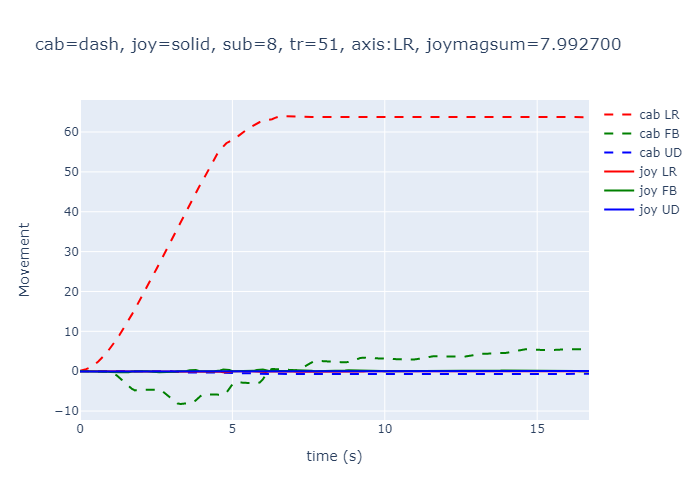 cab=dash, joy=solid, sub=8, tr=51, axis:LR, joymagsum=7.992700
cab LR
cab FB
cab UD
joy LR
joy FB
joy UD
Movement
60
50
40
30
20
10
0
−10
0 5 10 15
time (s)